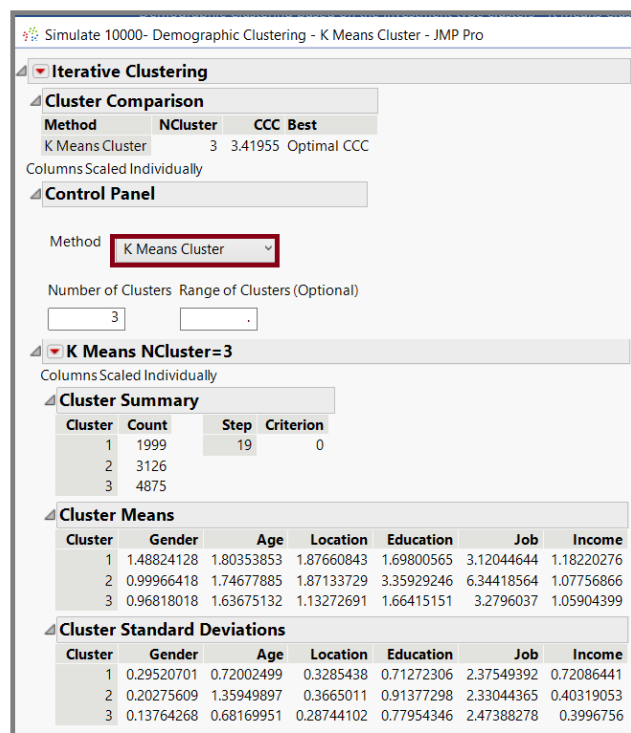 Simulate 10000- Demographic Clustering - K Means Cluster - JMP Pro
Iterative Clustering
Cluster Comparison
Method NCluster CCC Best
K Means Cluster 3 3.41955 Optimal CCC
Columns Scaled Individually
Control Panel
Method K Means Cluster
Number of Clusters Range of Clusters (Optional)
3 .
K Means NCluster=3
Columns Scaled Individually
Cluster Summary
Cluster Count Step Criterion
1 1999 19 0
2 3126
3 4875
Cluster Means
Cluster Gender Age Location Education Job Income
1 1.48824128 1.80353853 1.87660843 1.69800565 3.12044644 1.18220276
2 0.99966418 1.74677885 1.87133729 3.35929246 6.34418564 1.07756866
3 0.96818018 1.63675132 1.13272691 1.66415151 3.2796037 1.05904399
Cluster Standard Deviations
Cluster Gender Age Location Education Job Income
1 0.29520701 0.72002499 0.3285438 0.71272306 2.37549392 0.72086441
2 0.20275609 1.35949897 0.3665011 0.91377298 2.33044365 0.40319053
3 0.13764268 0.68169951 0.28744102 0.77954346 2.47388278 0.3996756